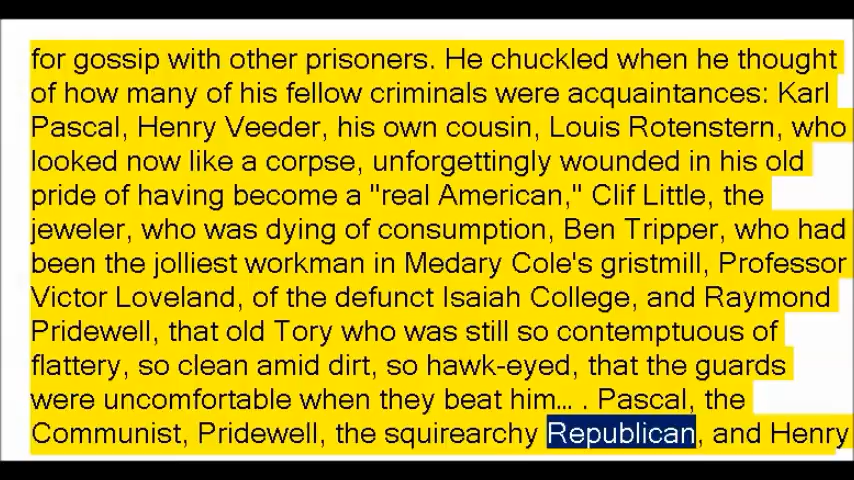 for gossip with other prisoners. He chuckled when he thought
of how many of his fellow criminals were acquaintances: Karl
Pascal, Henry Veeder, his own cousin, Louis Rotenstern, who
looked now like a corpse, unforgettingly wounded in his old
pride of having become a "real American," Clif Little, the
jeweler, who was dying of consumption, Ben Tripper, who had
been the jolliest workman in Medary Cole's gristmill, Professor
Victor Loveland, of the defunct Isaiah College, and Raymond
Pridewell, that old Tory who was still so contemptuous of
flattery, so clean amid dirt, so hawk-eyed, that the guards
were uncomfortable when they beat him... . Pascal, the
Communist, Pridewell, the squirearchy Republican, and Henry